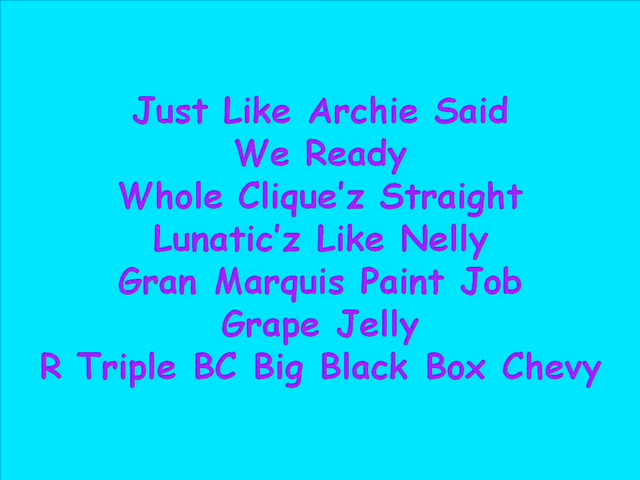 Just Like Archie Said
We Ready
Whole Clique'z Straight
Lunatic'z Like Nelly
Gran Marquis Paint Job
Grape Jelly
R Triple BC Big Black Box Chevy